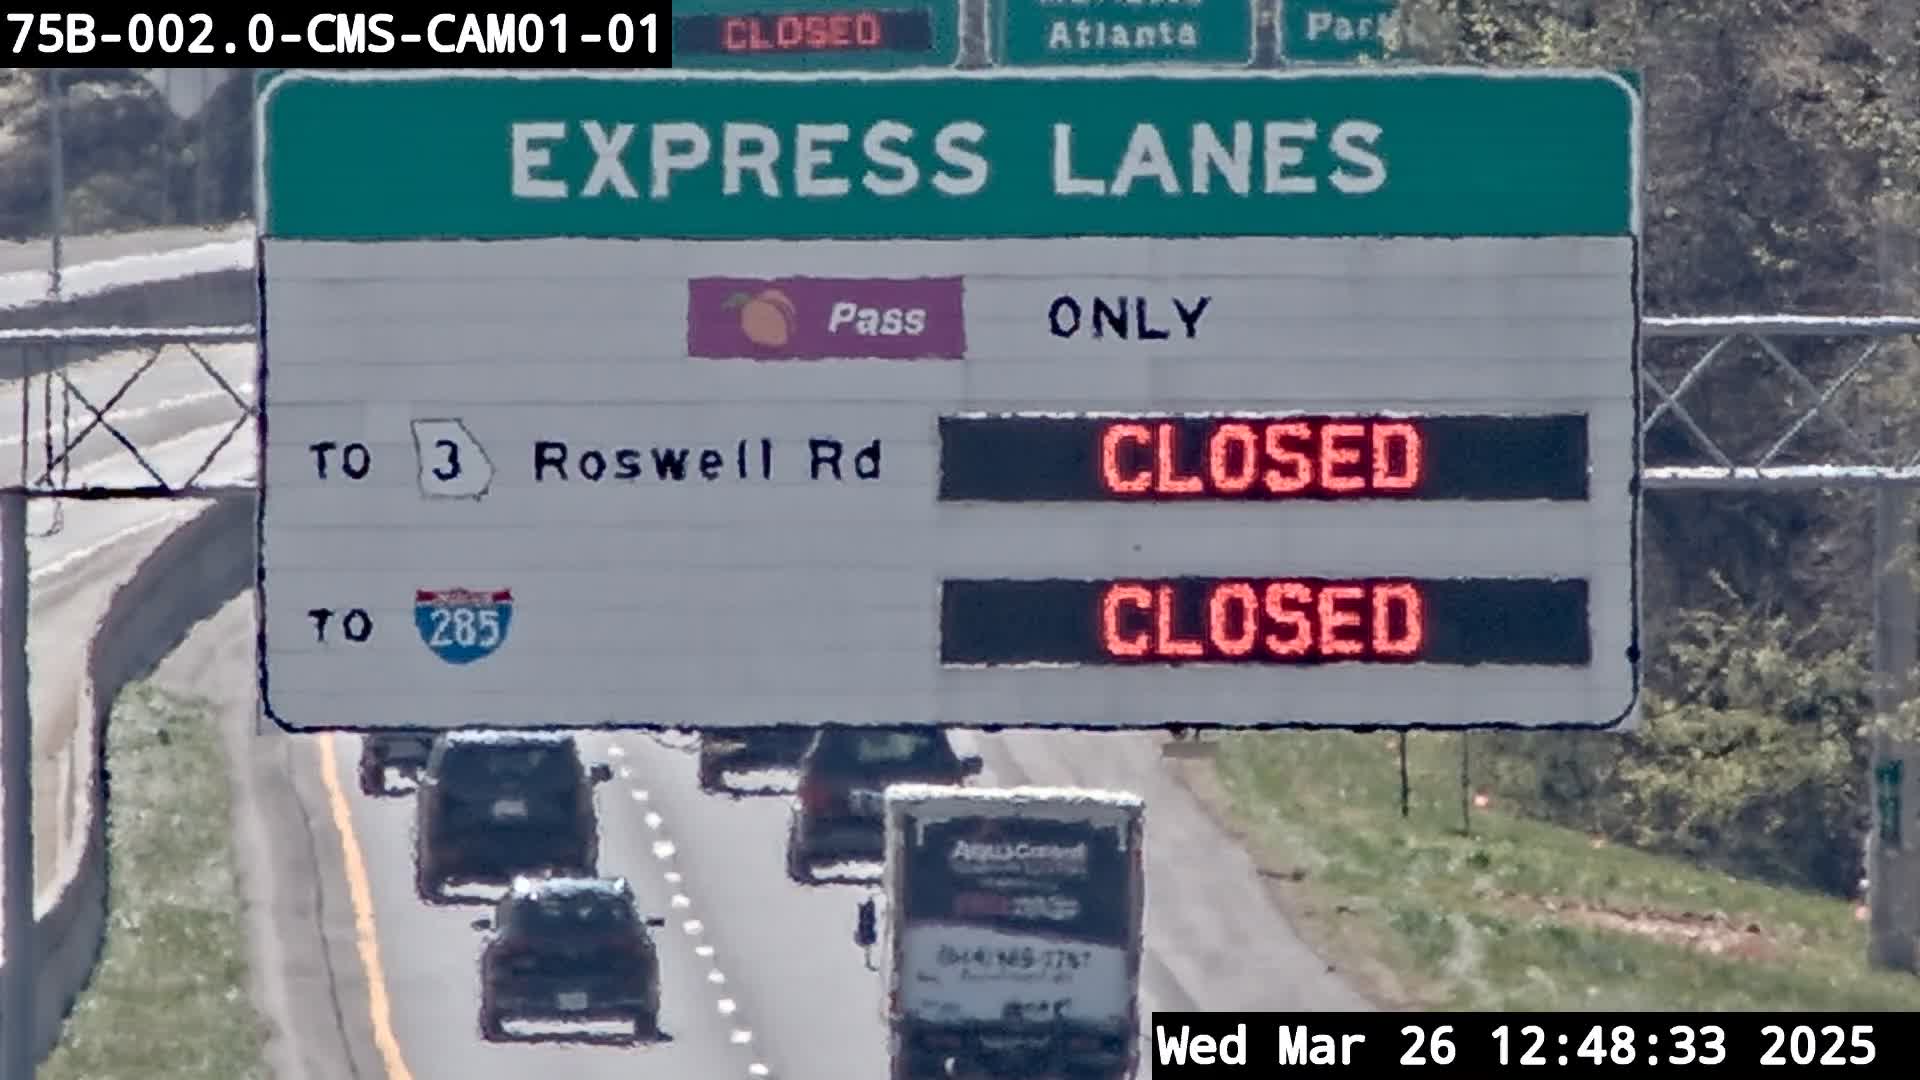 75B-002.0-CMS-CAM01-01
CLOSED
Atlanta
EXPRESS LANES
Pass ONLY
TO 3 Roswell Rd CLOSED
TO 285 CLOSED
Wed Mar 26 12:48:33 2025